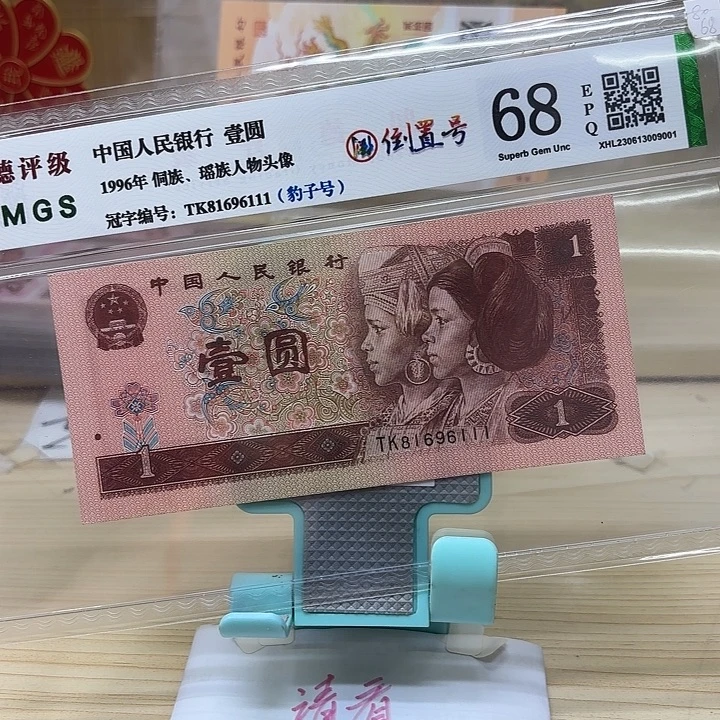 德评级
MGS
中国人民银行 壹圆
1996年 侗族、瑶族人物头像
冠字编号：TK81696111（豹子号）
倒置号
68
Superb Gem Unc
EPQ
XHL230613009001
中国人民银行
壹圆
1
1
1
TK81696111
请看